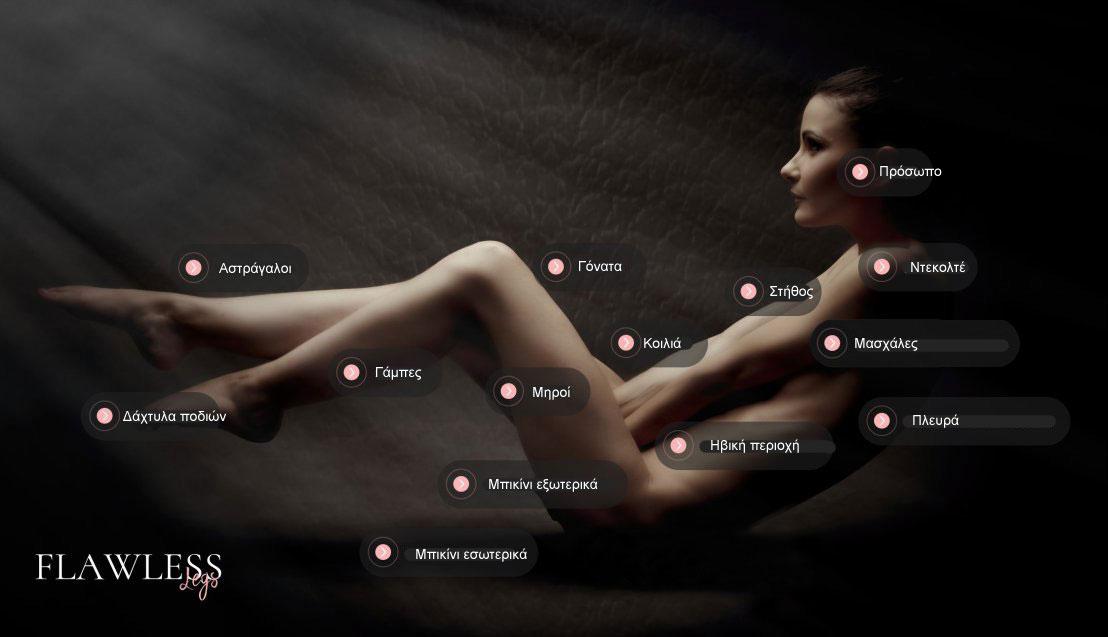 Πρόσωπο
Αστράγαλοι
Γόνατα
Ντεκολτέ
Στήθος
Κοιλιά
Μασχάλες
Γάμπες
Μηροί
Δάχτυλα ποδιών
Πλευρά
Ηβική περιοχή
Μπικίνι εξωτερικά
Μπικίνι εσωτερικά
FLAWLESS
Legs